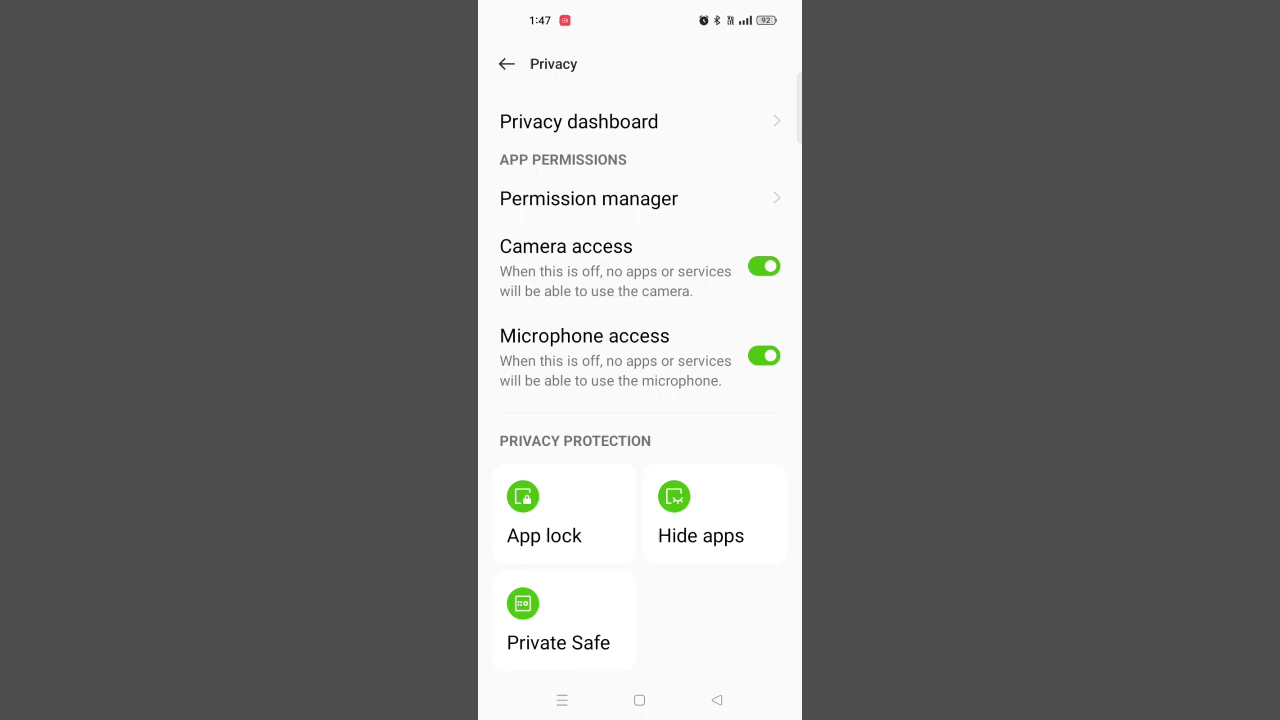 1:47
92
Privacy
Privacy dashboard
APP PERMISSIONS
Permission manager
Camera access
When this is off, no apps or services
will be able to use the camera.
Microphone access
When this is off, no apps or services
will be able to use the microphone.
PRIVACY PROTECTION
App lock
Hide apps
Private Safe